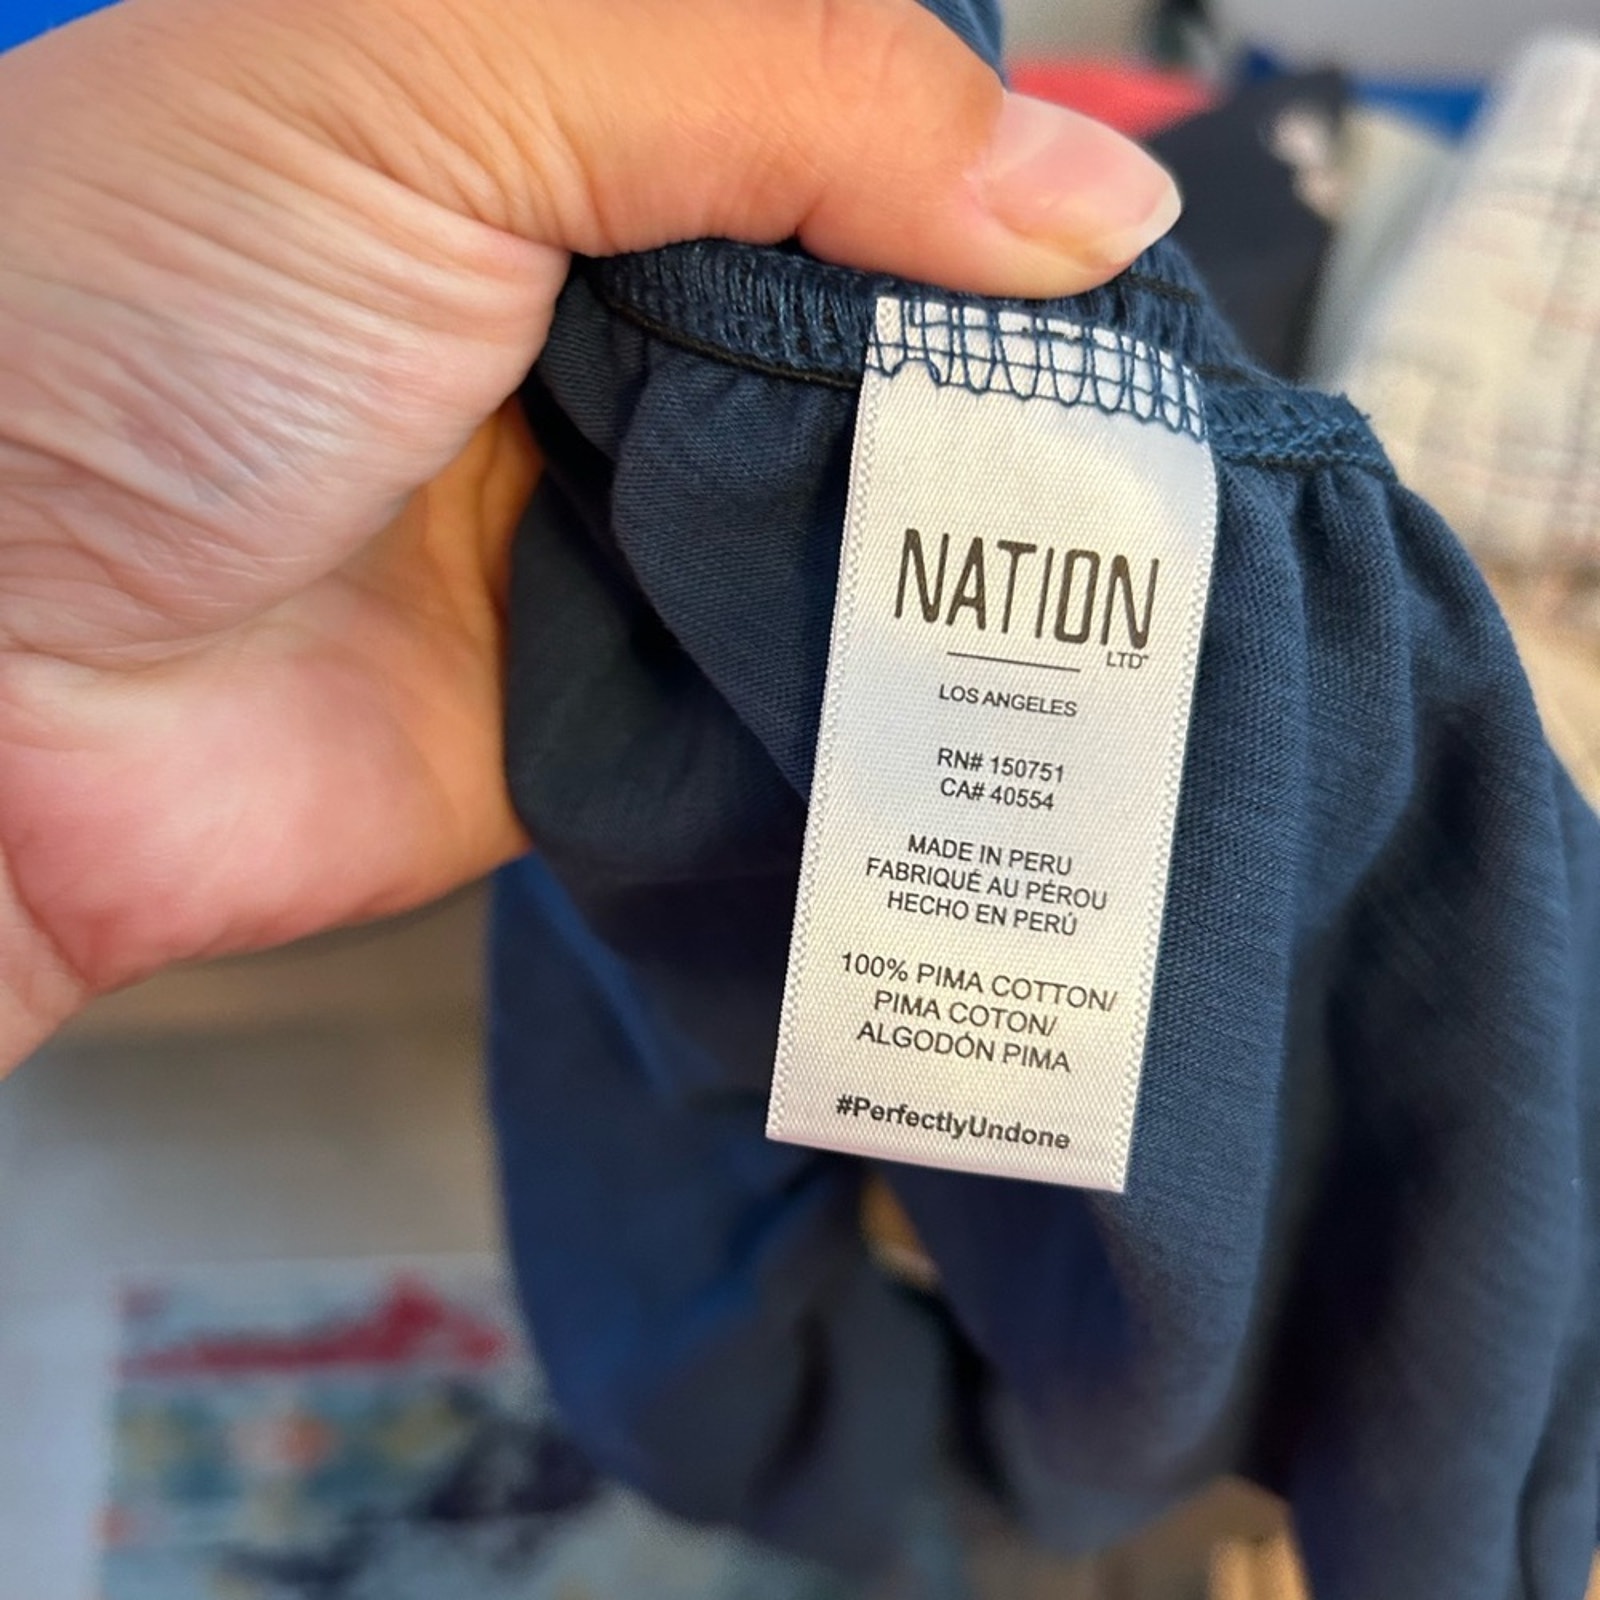 NATION
LTD™
LOS ANGELES
RN# 150751
CA# 40554
MADE IN PERU
FABRIQUÉ AU PÉROU
HECHO EN PERÚ
100% PIMA COTTON/
PIMA COTON/
ALGODÓN PIMA
#PerfectlyUndone